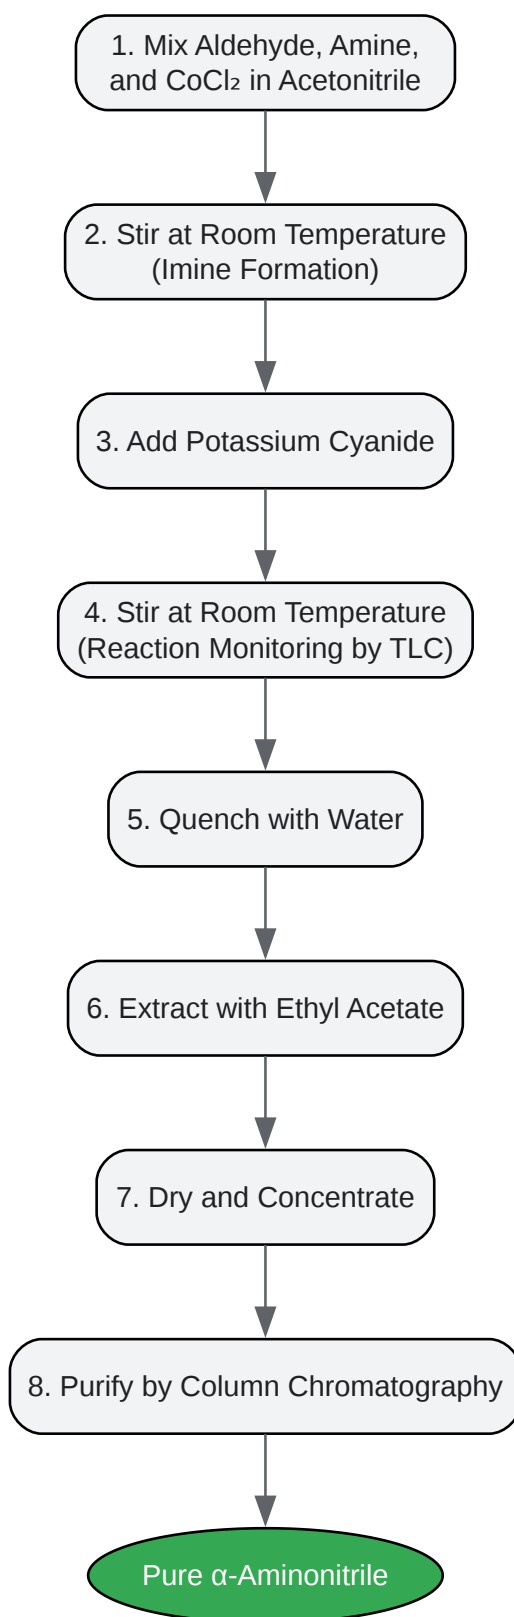 1. Mix Aldehyde, Amine,
and CoCl₂ in Acetonitrile
2. Stir at Room Temperature
(Imine Formation)
3. Add Potassium Cyanide
4. Stir at Room Temperature
(Reaction Monitoring by TLC)
5. Quench with Water
6. Extract with Ethyl Acetate
7. Dry and Concentrate
8. Purify by Column Chromatography
Pure α-Aminonitrile